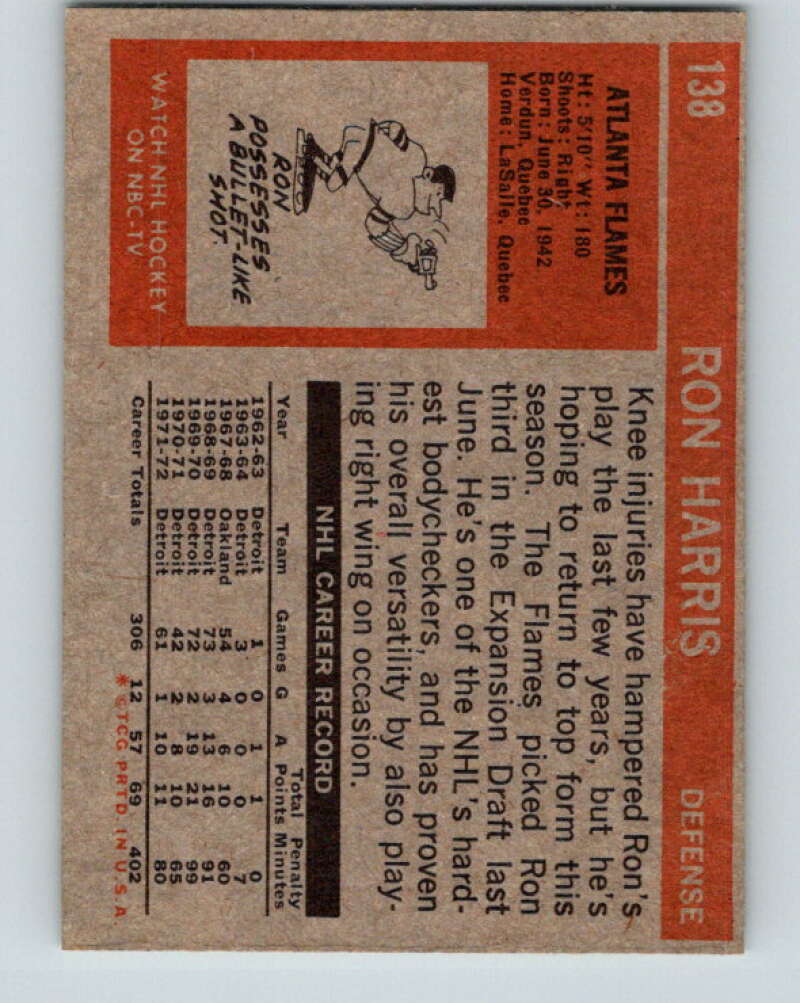 138 RON HARRIS DEFENSE
ATLANTA FLAMES
Ht: 5'10" Wt: 180
Shoots: Right
Born: June 30, 1942
Verdun, Quebec
Home: LaSalle, Quebec
RON
POSSESSES
A BULLET-LIKE
SHOT.
WATCH NHL HOCKEY
ON NBC-TV
Knee injuries have hampered Ron's
play the last few years, but he's
hoping to return to top form this
season. The Flames picked Ron
third in the Expansion Draft last
June. He's one of the NHL's hard-
est bodycheckers, and has proven
his overall versatility by also play-
ing right wing on occasion.
NHL CAREER RECORD
Total Penalty
Year Team Games G A Points Minutes
1962-63 Detroit 1 0 1 1 0
1963-64 Detroit 3 0 0 0 7
1967-68 Oakland 54 4 6 10 60
1968-69 Detroit 73 3 13 16 91
1969-70 Detroit 72 2 19 21 99
1970-71 Detroit 42 2 8 10 65
1971-72 Detroit 61 1 10 11 80
Career Totals 306 12 57 69 402
* ©TCG PRTD. IN U.S.A.